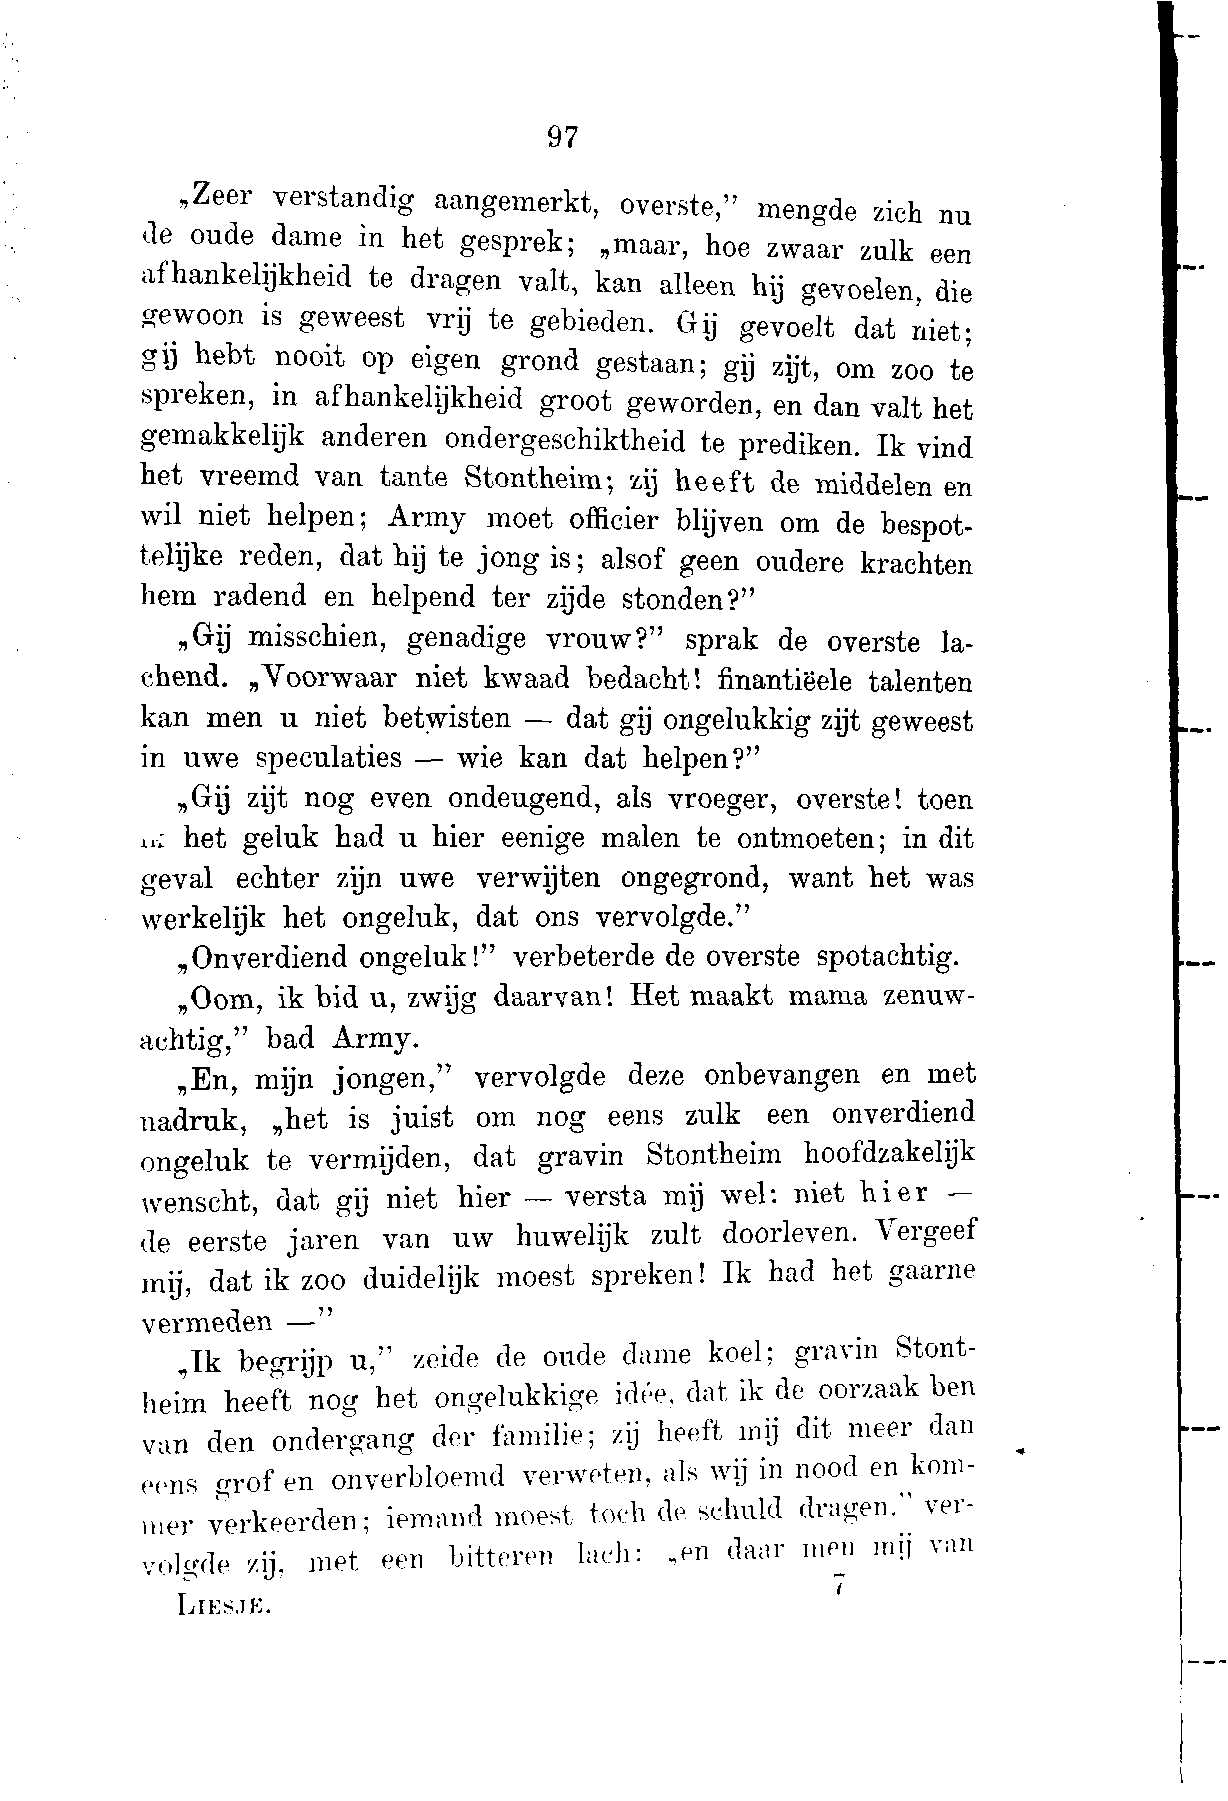 97
„Zeer verstandig aangemerkt, overste,” mengde zich nu
de oude dame in het gesprek; „maar, hoe zwaar zulk een
afhankelijkheid te dragen valt, kan alleen hij gevoelen, die
gewoon is geweest vrij te gebieden. Gij gevoelt dat niet;
gij hebt nooit op eigen grond gestaan; gij zijt, om zoo te
spreken, in afhankelijkheid groot geworden, en dan valt het
gemakkelijk anderen ondergeschiktheid te prediken. Ik vind
het vreemd van tante Stontheim; zij heeft de middelen en
wil niet helpen; Army moet officier blijven om de bespot-
telijke reden, dat hij te jong is; alsof geen oudere krachten
hem radend en helpend ter zijde stonden?”
„Gij misschien, genadige vrouw?” sprak de overste la-
chend. „Voorwaar niet kwaad bedacht! finantiëele talenten
kan men u niet betwisten — dat gij ongelukkig zijt geweest
in uwe speculaties — wie kan dat helpen?”
„Gij zijt nog even ondeugend, als vroeger, overste! toen
het geluk had u hier eenige malen te ontmoeten; in dit
geval echter zijn uwe verwijten ongegrond, want het was
werkelijk het ongeluk, dat ons vervolgde.”
„Onverdiend ongeluk!” verbeterde de overste spotachtig.
„Oom, ik bid u, zwijg daarvan! Het maakt mama zenuw-
achtig,” bad Army.
„En, mijn jongen,” vervolgde deze onbevangen en met
nadruk, „het is juist om nog eens zulk een onverdiend
ongeluk te vermijden, dat gravin Stontheim hoofdzakelijk
wenscht, dat gij niet hier — versta mij wel: niet hier —
de eerste jaren van uw huwelijk zult doorleven. Vergeef
mij, dat ik zoo duidelijk moest spreken! Ik had het gaarne
vermeden —”
„Ik begrijp u,” zeide de oude dame koel; gravin Stont-
heim heeft nog het ongelukkige idée, dat ik de oorzaak ben
van den ondergang der familie; zij heeft mij dit meer dan
eens grof en onverbloemd verweten, als wij in nood en kom-
mer verkeerden; iemand moest toch de schuld dragen.” ver-
volgde zij, met een bitteren lach: „en daar men mij van
LIESJE. 7